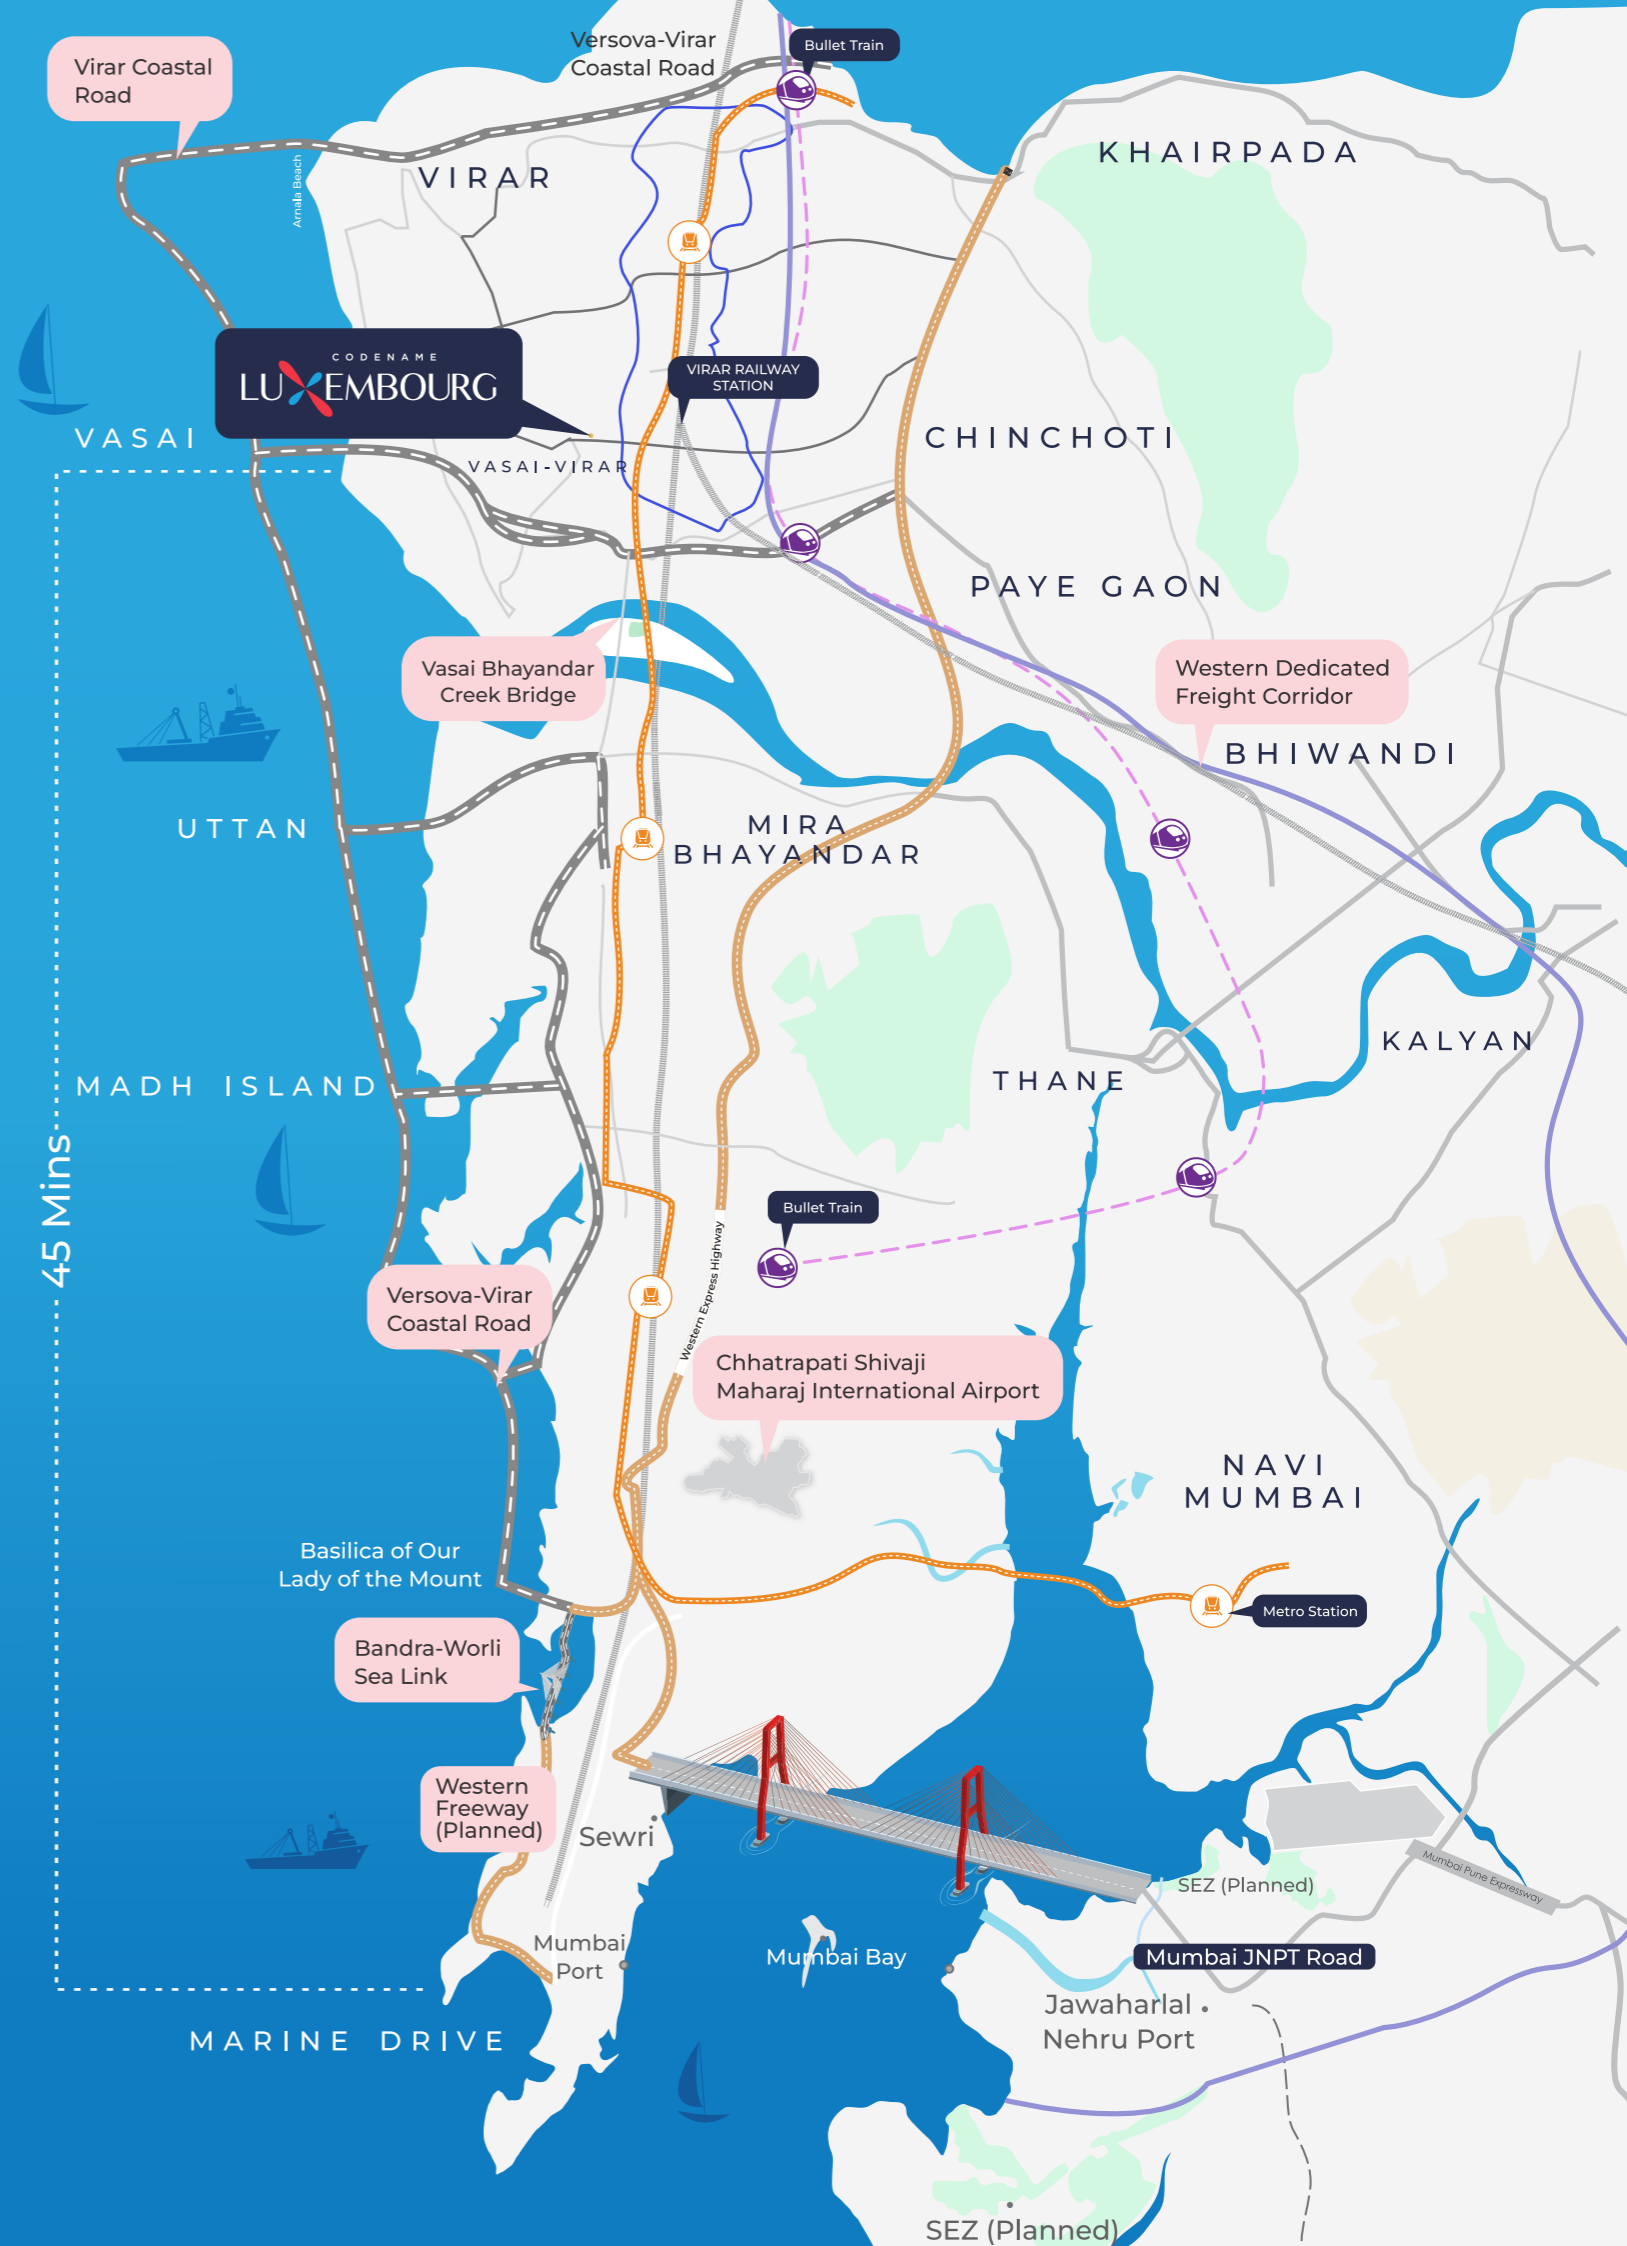 Versova-Virar
Coastal Road
Bullet Train
Virar Coastal
Road
KHAIRPADA
VIRAR
Arnala Beach
CODENAME
LUXEMBOURG
VIRAR RAILWAY
STATION
VASAI
CHINCHOTI
VASAI-VIRAR
PAYE GAON
Vasai Bhayandar
Creek Bridge
Western Dedicated
Freight Corridor
BHIWANDI
UTTAN
MIRA
BHAYANDAR
KALYAN
THANE
MADH ISLAND
45 Mins
Bullet Train
Western Express Highway
Versova-Virar
Coastal Road
Chhatrapati Shivaji
Maharaj International Airport
NAVI
MUMBAI
Basilica of Our
Lady of the Mount
Metro Station
Bandra-Worli
Sea Link
Western
Freeway
(Planned)
Sewri
Mumbai Pune Expressway
SEZ (Planned)
Mumbai
Port
Mumbai Bay
Mumbai JNPT Road
Jawaharlal
Nehru Port
MARINE DRIVE
SEZ (Planned)